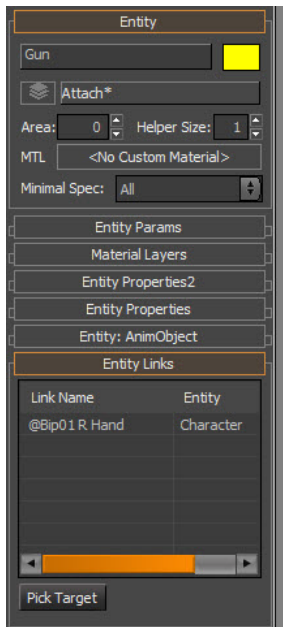 Entity
Gun
Attach*
Area: 0 Helper Size: 1
MTL <No Custom Material>
Minimal Spec: All
Entity Params
Material Layers
Entity Properties2
Entity Properties
Entity: AnimObject
Entity Links
Link Name Entity
@Bip01 R Hand Character
Pick Target